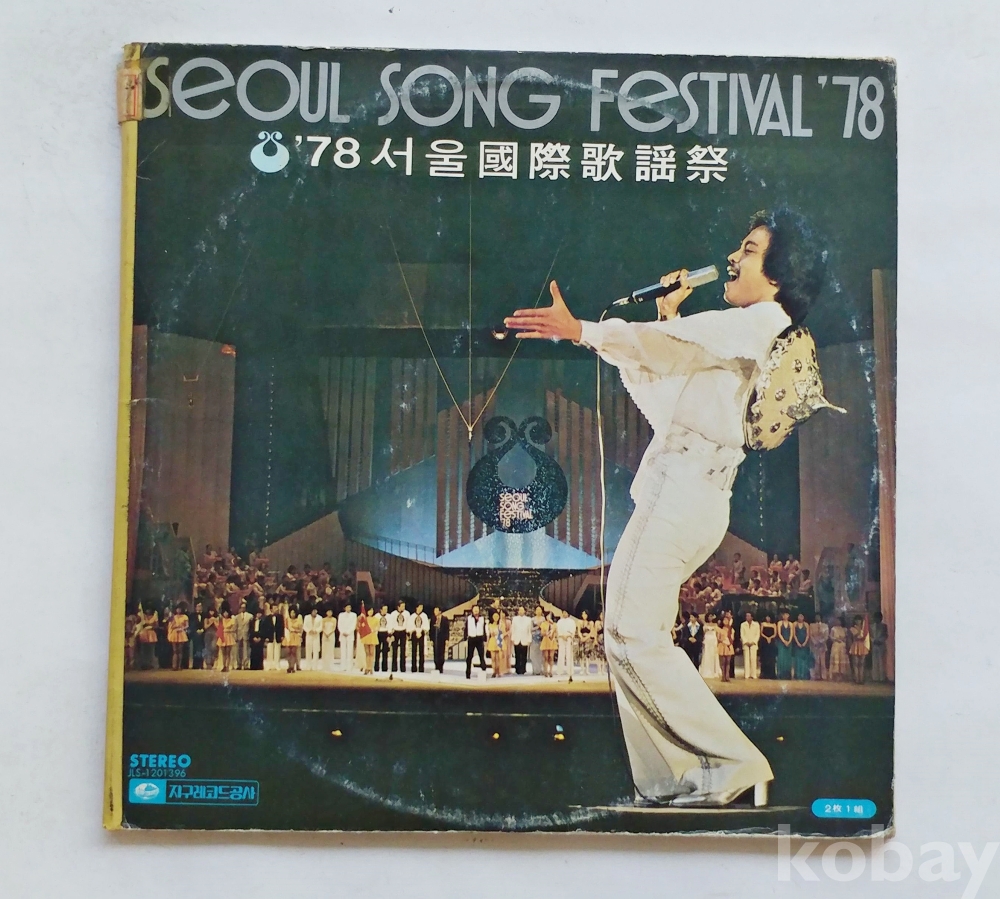 SEOUL SONG FESTIVAL '78
'78 서울國際歌謠祭
SEOUL
SONG
FESTIVAL
'78
STEREO
JLS-1201396
지구레코드공사
2枚1組
kobay